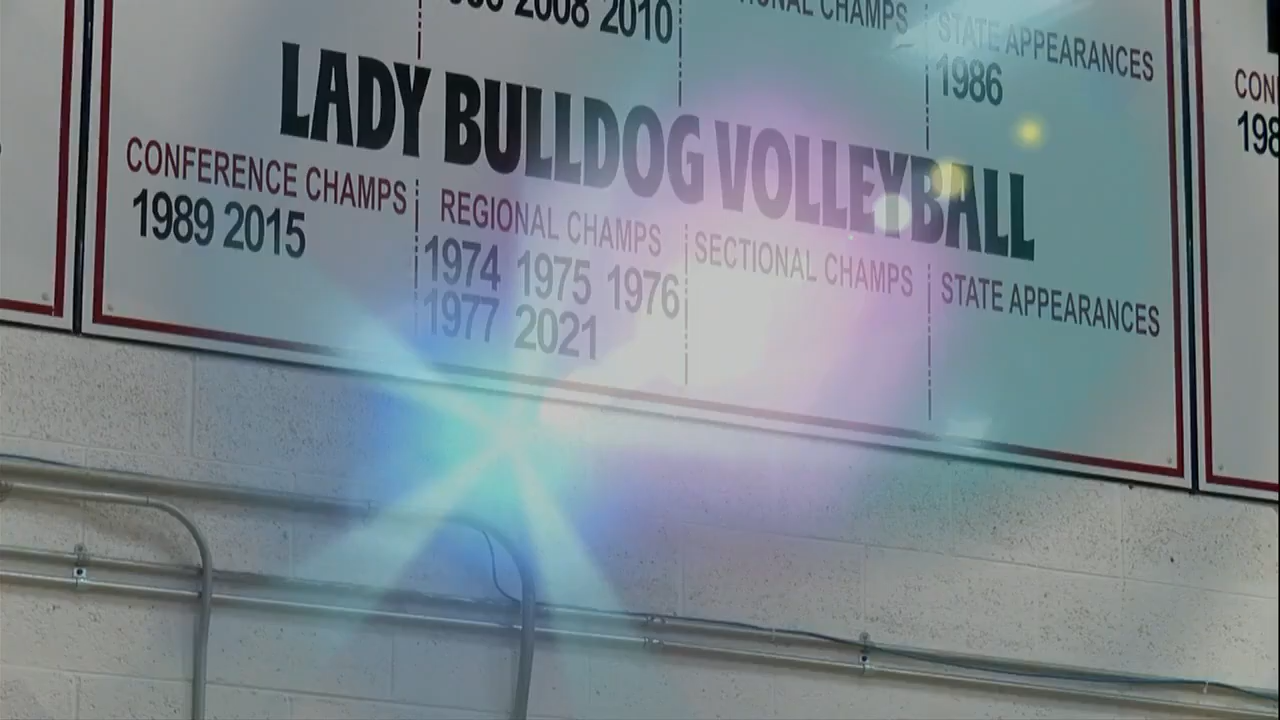 2008 2010
CHAMPS
STATE APPEARANCES
1986
LADY BULLDOG VOLLEYBALL
CONFERENCE CHAMPS
1989 2015
REGIONAL CHAMPS
1974 1975 1976
1977 2021
SECTIONAL CHAMPS
STATE APPEARANCES